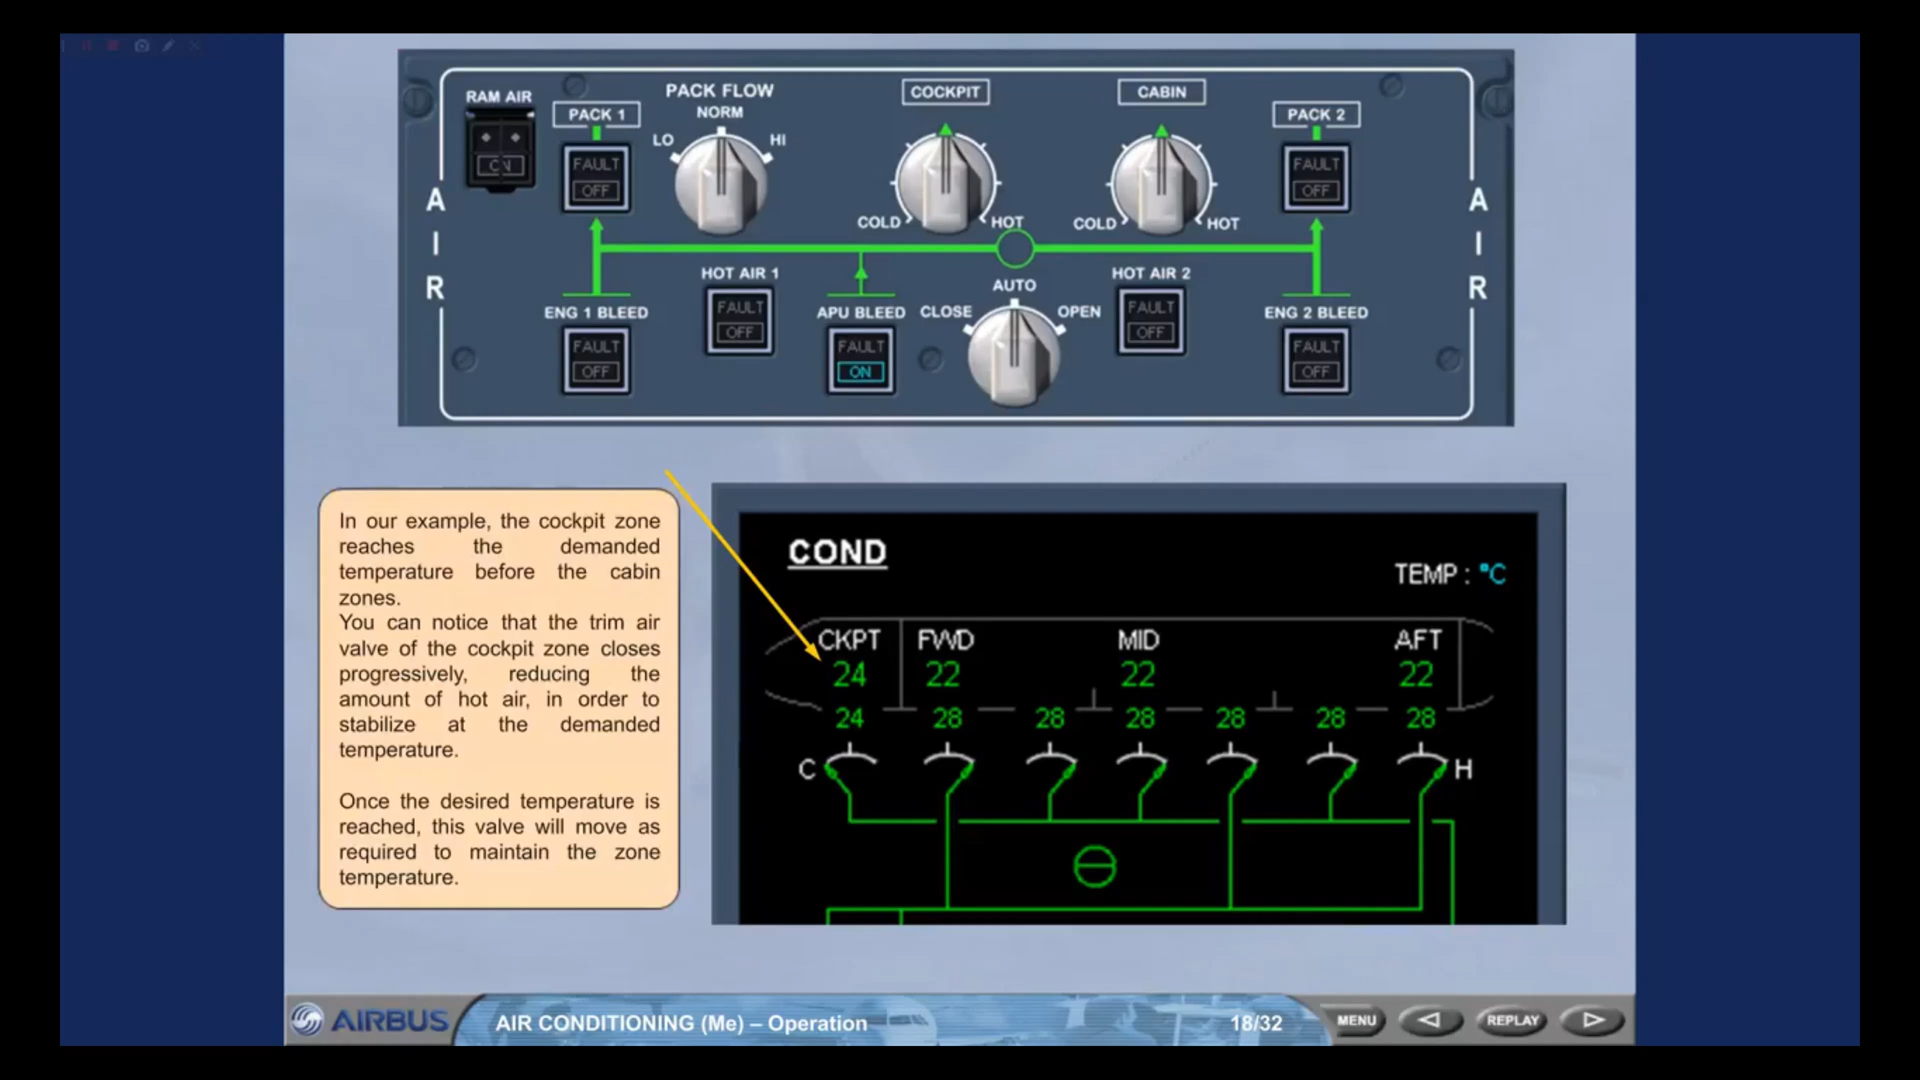 RAM AIR
ON
PACK 1
FAULT
OFF
PACK FLOW
NORM
LO
HI
COCKPIT
COLD
HOT
CABIN
COLD
HOT
PACK 2
FAULT
OFF
A
I
R
A
I
R
ENG 1 BLEED
FAULT
OFF
HOT AIR 1
FAULT
OFF
APU BLEED
FAULT
ON
AUTO
CLOSE
OPEN
HOT AIR 2
FAULT
OFF
ENG 2 BLEED
FAULT
OFF
In our example, the cockpit zone
reaches the demanded
temperature before the cabin
zones.
You can notice that the trim air
valve of the cockpit zone closes
progressively, reducing the
amount of hot air, in order to
stabilize at the demanded
temperature.
Once the desired temperature is
reached, this valve will move as
required to maintain the zone
temperature.
COND
TEMP : °C
CKPT FWD MID AFT
24 22 22 22
24 28 28 28 28 28 28
C H
AIRBUS
AIR CONDITIONING (Me) – Operation
18/32
MENU
REPLAY